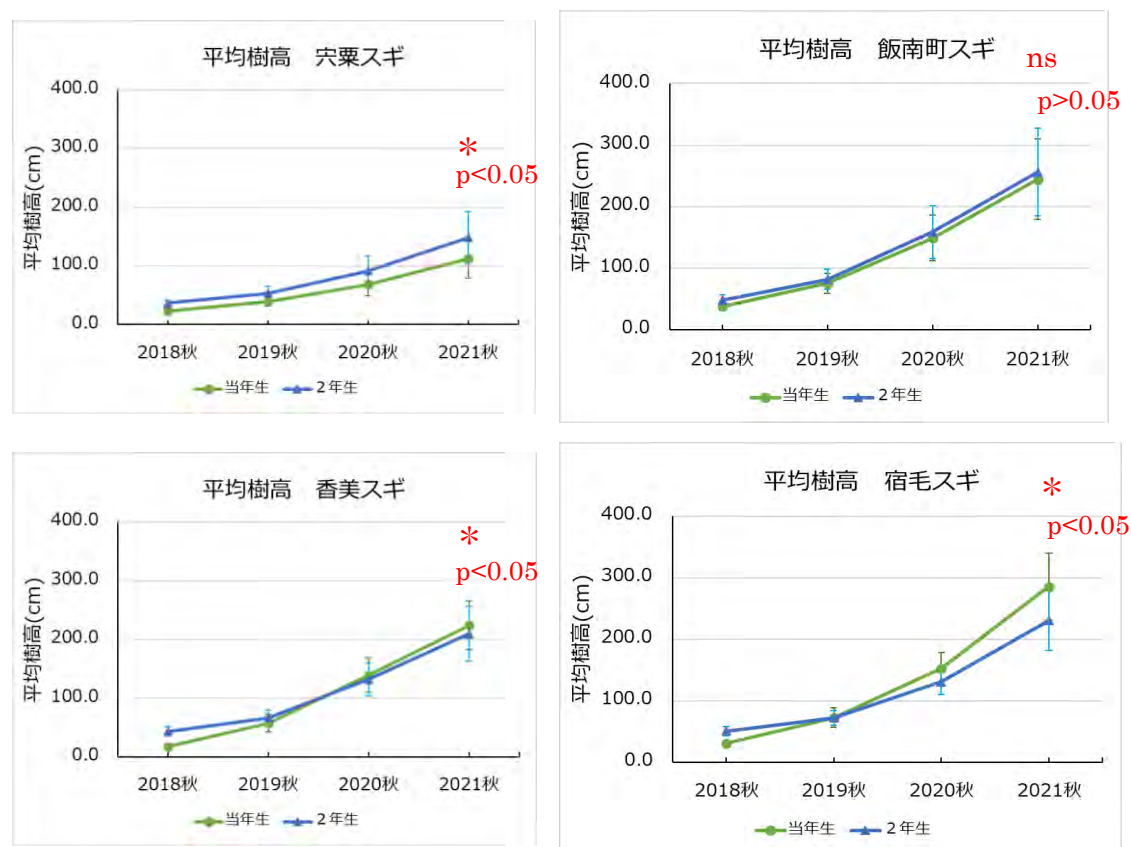 平均樹高 宍粟スギ
400.0
300.0
200.0
100.0
0.0
平均樹高(cm)
2018秋 2019秋 2020秋 2021秋
当年生 2年生
*
p<0.05
平均樹高 飯南町スギ
400.0
300.0
200.0
100.0
0.0
平均樹高(cm)
2018秋 2019秋 2020秋 2021秋
当年生 2年生
ns
p>0.05
平均樹高 香美スギ
400.0
300.0
200.0
100.0
0.0
平均樹高(cm)
2018秋 2019秋 2020秋 2021秋
当年生 2年生
*
p<0.05
平均樹高 宿毛スギ
400.0
300.0
200.0
100.0
0.0
平均樹高(cm)
2018秋 2019秋 2020秋 2021秋
当年生 2年生
*
p<0.05